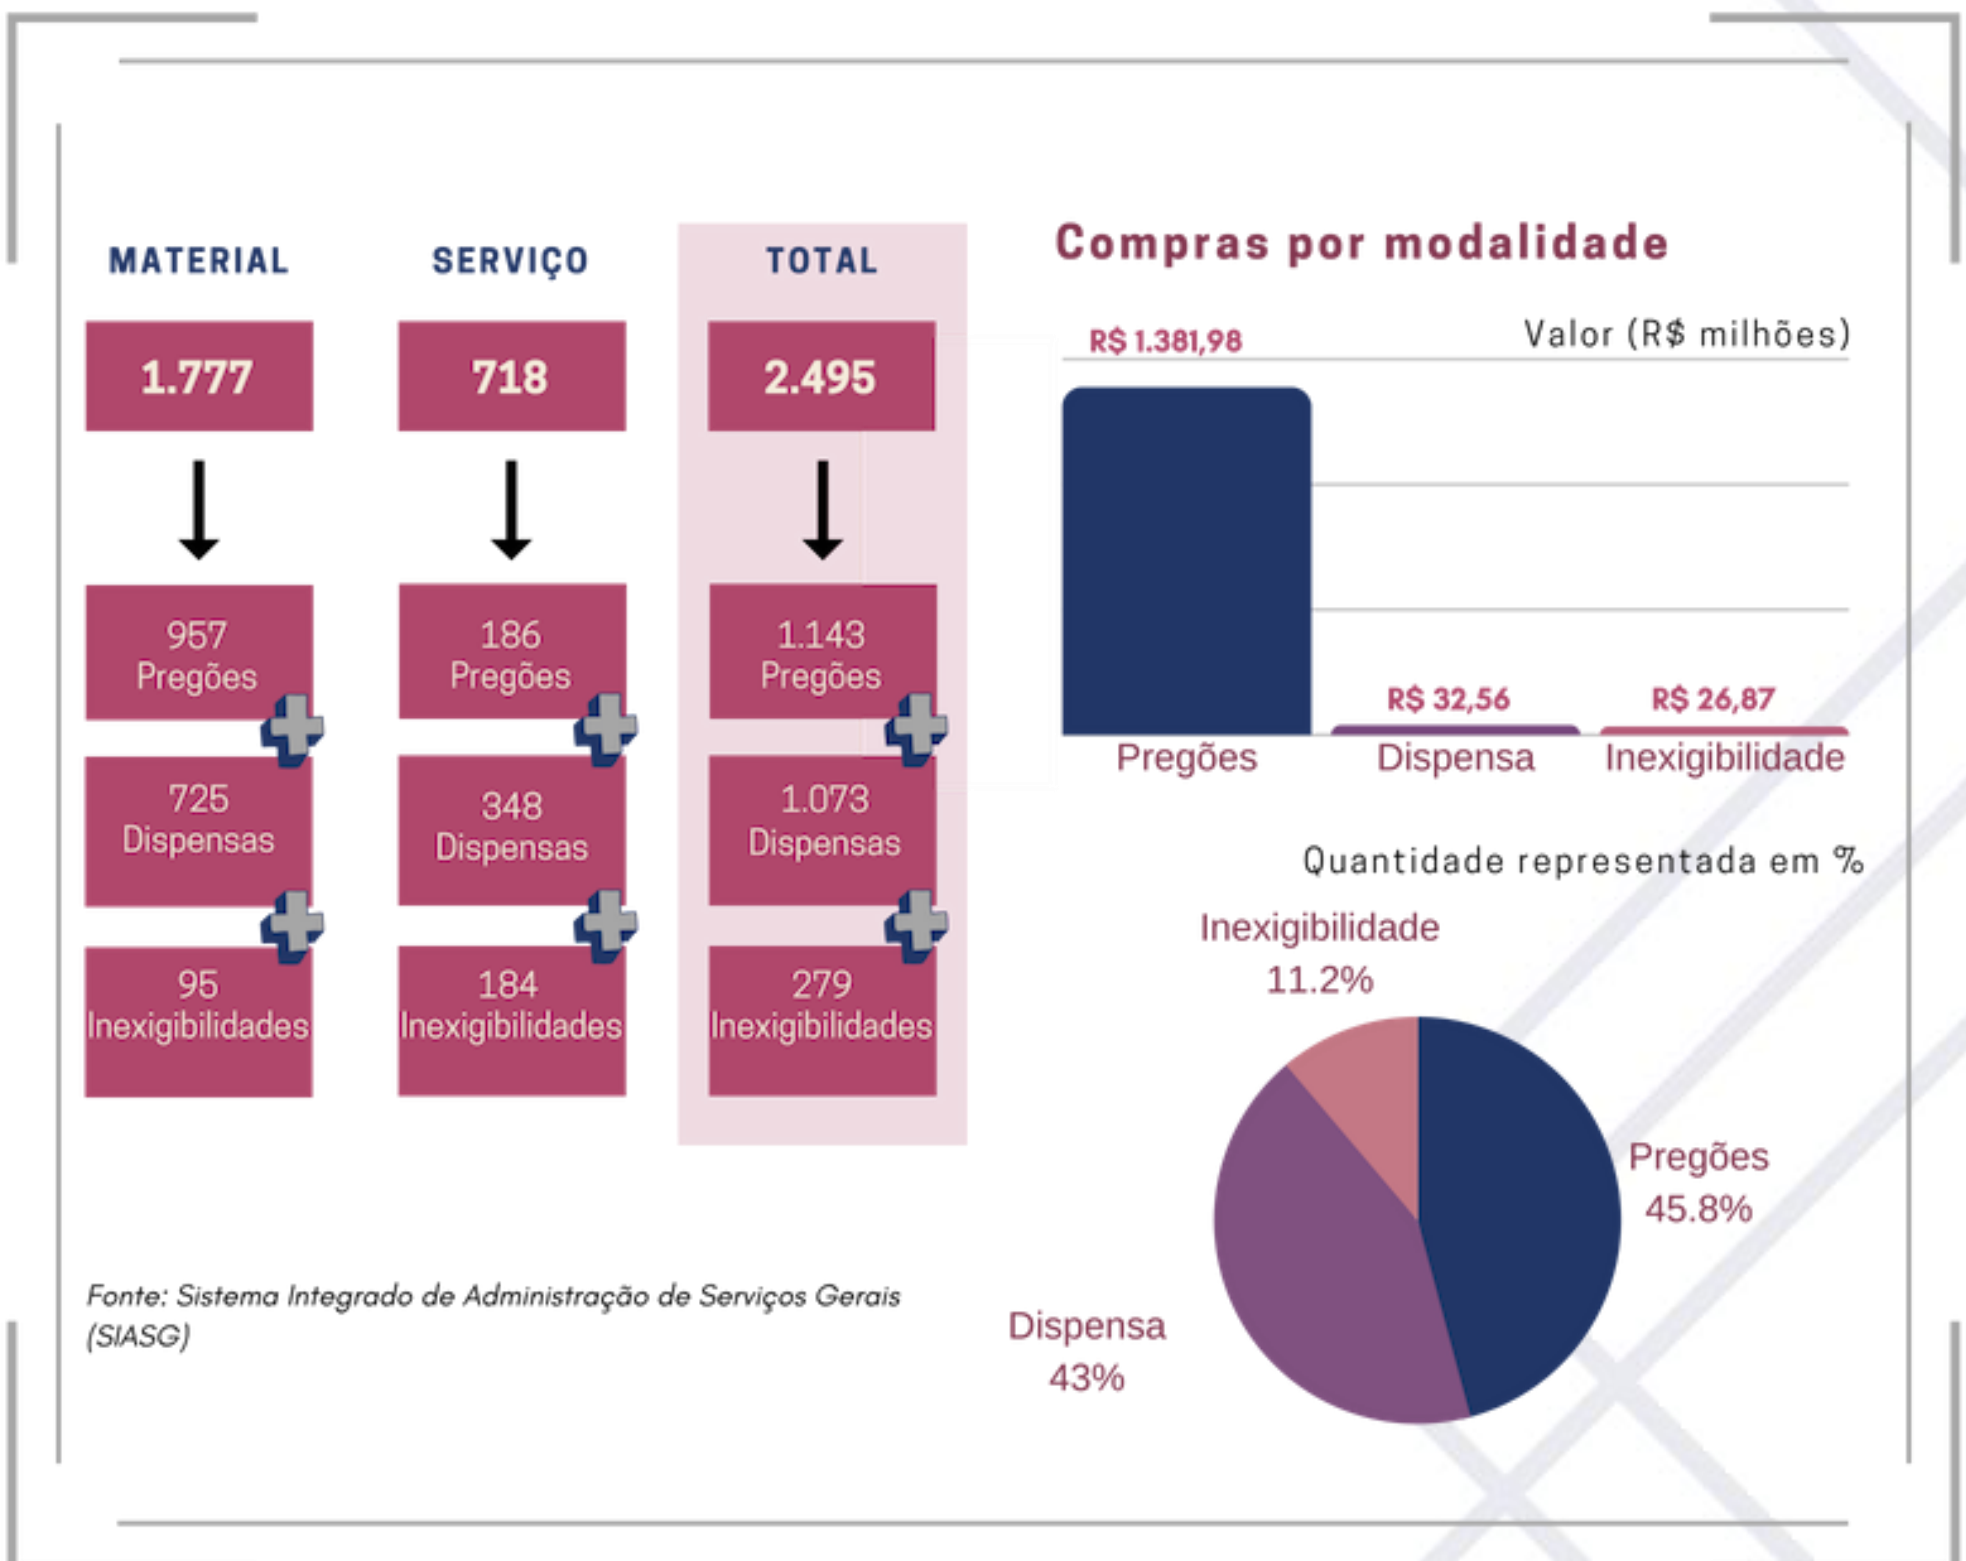 MATERIAL
1.777
957
Pregões
725
Dispensas
95
Inexigibilidades
SERVIÇO
718
186
Pregões
348
Dispensas
184
Inexigibilidades
TOTAL
2.495
1.143
Pregões
1.073
Dispensas
279
Inexigibilidades
Fonte: Sistema Integrado de Administração de Serviços Gerais
(SIASG)
Compras por modalidade
Valor (R$ milhões)
R$ 1.381,98
R$ 32,56
R$ 26,87
Pregões
Dispensa
Inexigibilidade
Quantidade representada em %
Inexigibilidade
11.2%
Pregões
45.8%
Dispensa
43%